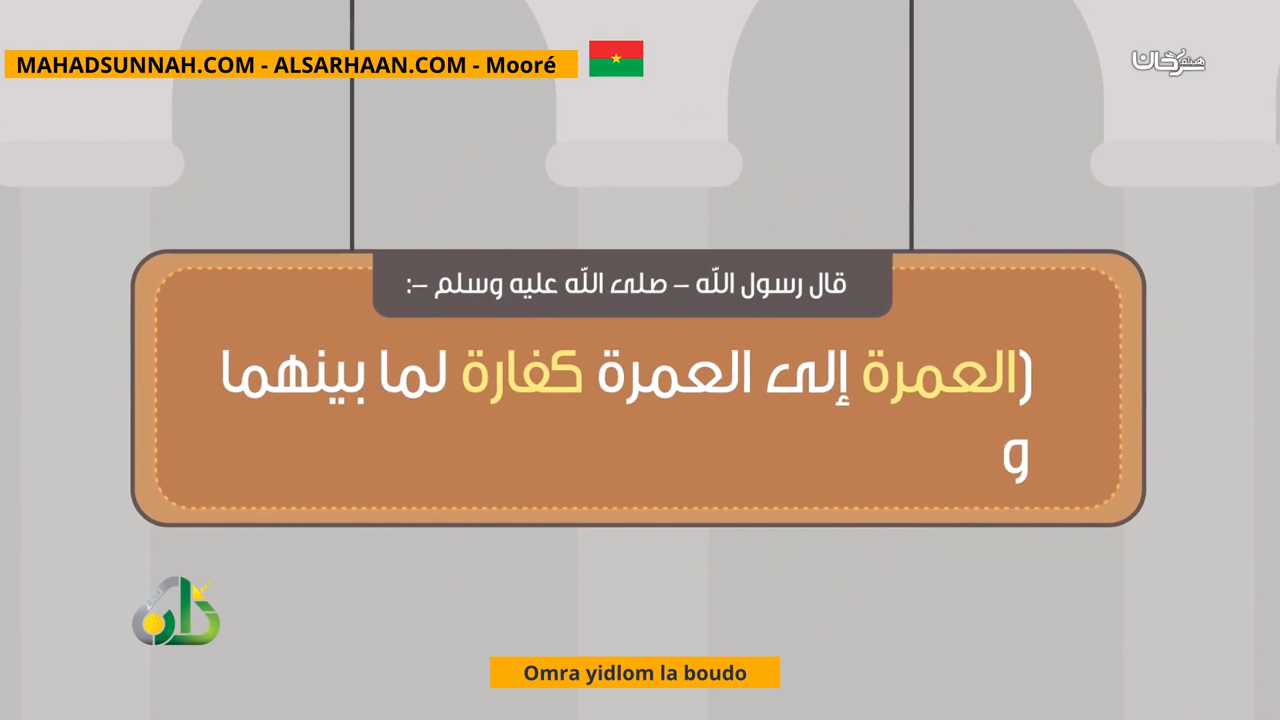 MAHADSUNNAH.COM - ALSARHAAN.COM - Mooré
قال رسول الله – صلى الله عليه وسلم –:
(العمرة إلى العمرة كفارة لما بينهما
و
Omra yidlom la boudo